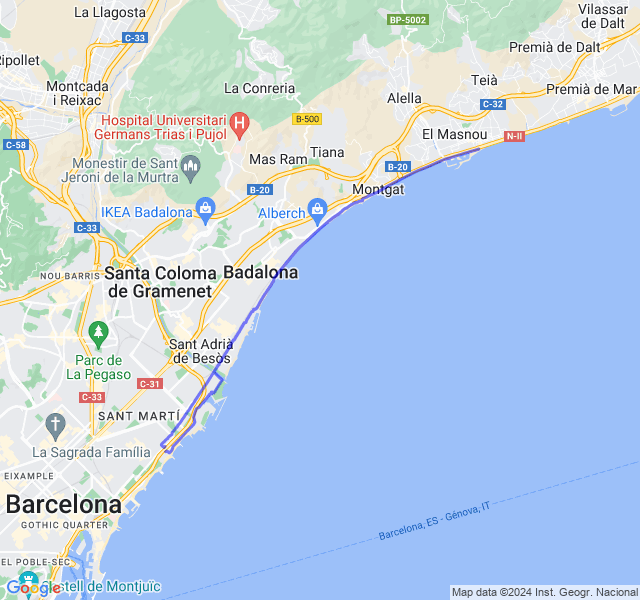 La Llagosta
C-33
BP-5002
Vilassar
de Dalt
Premià de Dalt
Ripollet
Montcada
i Reixac
La Conreria
Teià
Alella
C-32
Premià de Mar
Hospital Universitari
Germans Trias i Pujol
H
B-500
El Masnou
N-II
C-58
Mas Ram
Tiana
B-20
Monestir de Sant
Jeroni de la Murtra
B-20
Montgat
IKEA Badalona
Alberch
C-33
NOU BARRIS
Santa Coloma
de Gramenet
Badalona
Sant Adrià
de Besòs
Parc de
La Pegaso
C-31
C-33
SANT MARTÍ
La Sagrada Família
EIXAMPLE
Barcelona
GOTHIC QUARTER
Barcelona, ES - Génova, IT
EL POBLE-SEC
Castell de Montjuïc
Google
Map data ©2024 Inst. Geogr. Nacional